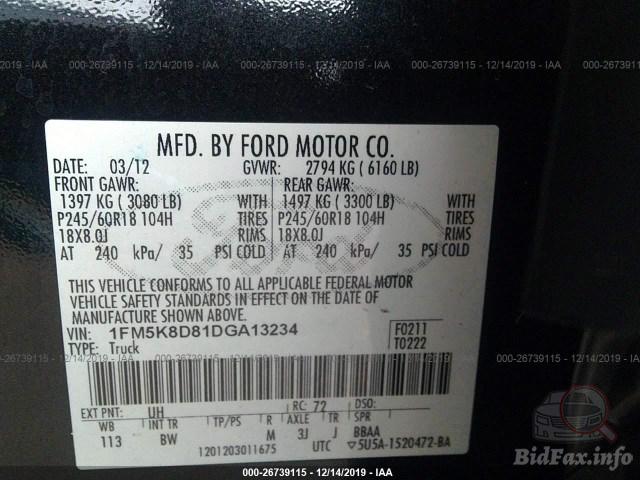 000-26739115 - 12/14/2019 - IAA
MFD. BY FORD MOTOR CO.
DATE: 03/12 GVWR: 2794 KG ( 6160 LB)
FRONT GAWR: REAR GAWR:
1397 KG ( 3080 LB) WITH 1497 KG ( 3300 LB) WITH
P245/60R18 104H TIRES P245/60R18 104H TIRES
18X8.0J RIMS 18X8.0J RIMS
AT 240 kPa/ 35 PSI COLD AT 240 kPa/ 35 PSI COLD
THIS VEHICLE CONFORMS TO ALL APPLICABLE FEDERAL MOTOR
VEHICLE SAFETY STANDARDS IN EFFECT ON THE DATE OF
MANUFACTURE SHOWN ABOVE.
VIN: 1FM5K8D81DGA13234 F0211
TYPE: Truck T0222
EXT PNT: UH RC: 72 DSO:
WB INT TR TP/PS R AXLE TR SPR
113 BW M 3J J BBAA
1201203011675 UTC ▽5U5A-1520472-BA
000-26739115 - 12/14/2019 - IAA
BidFax.info